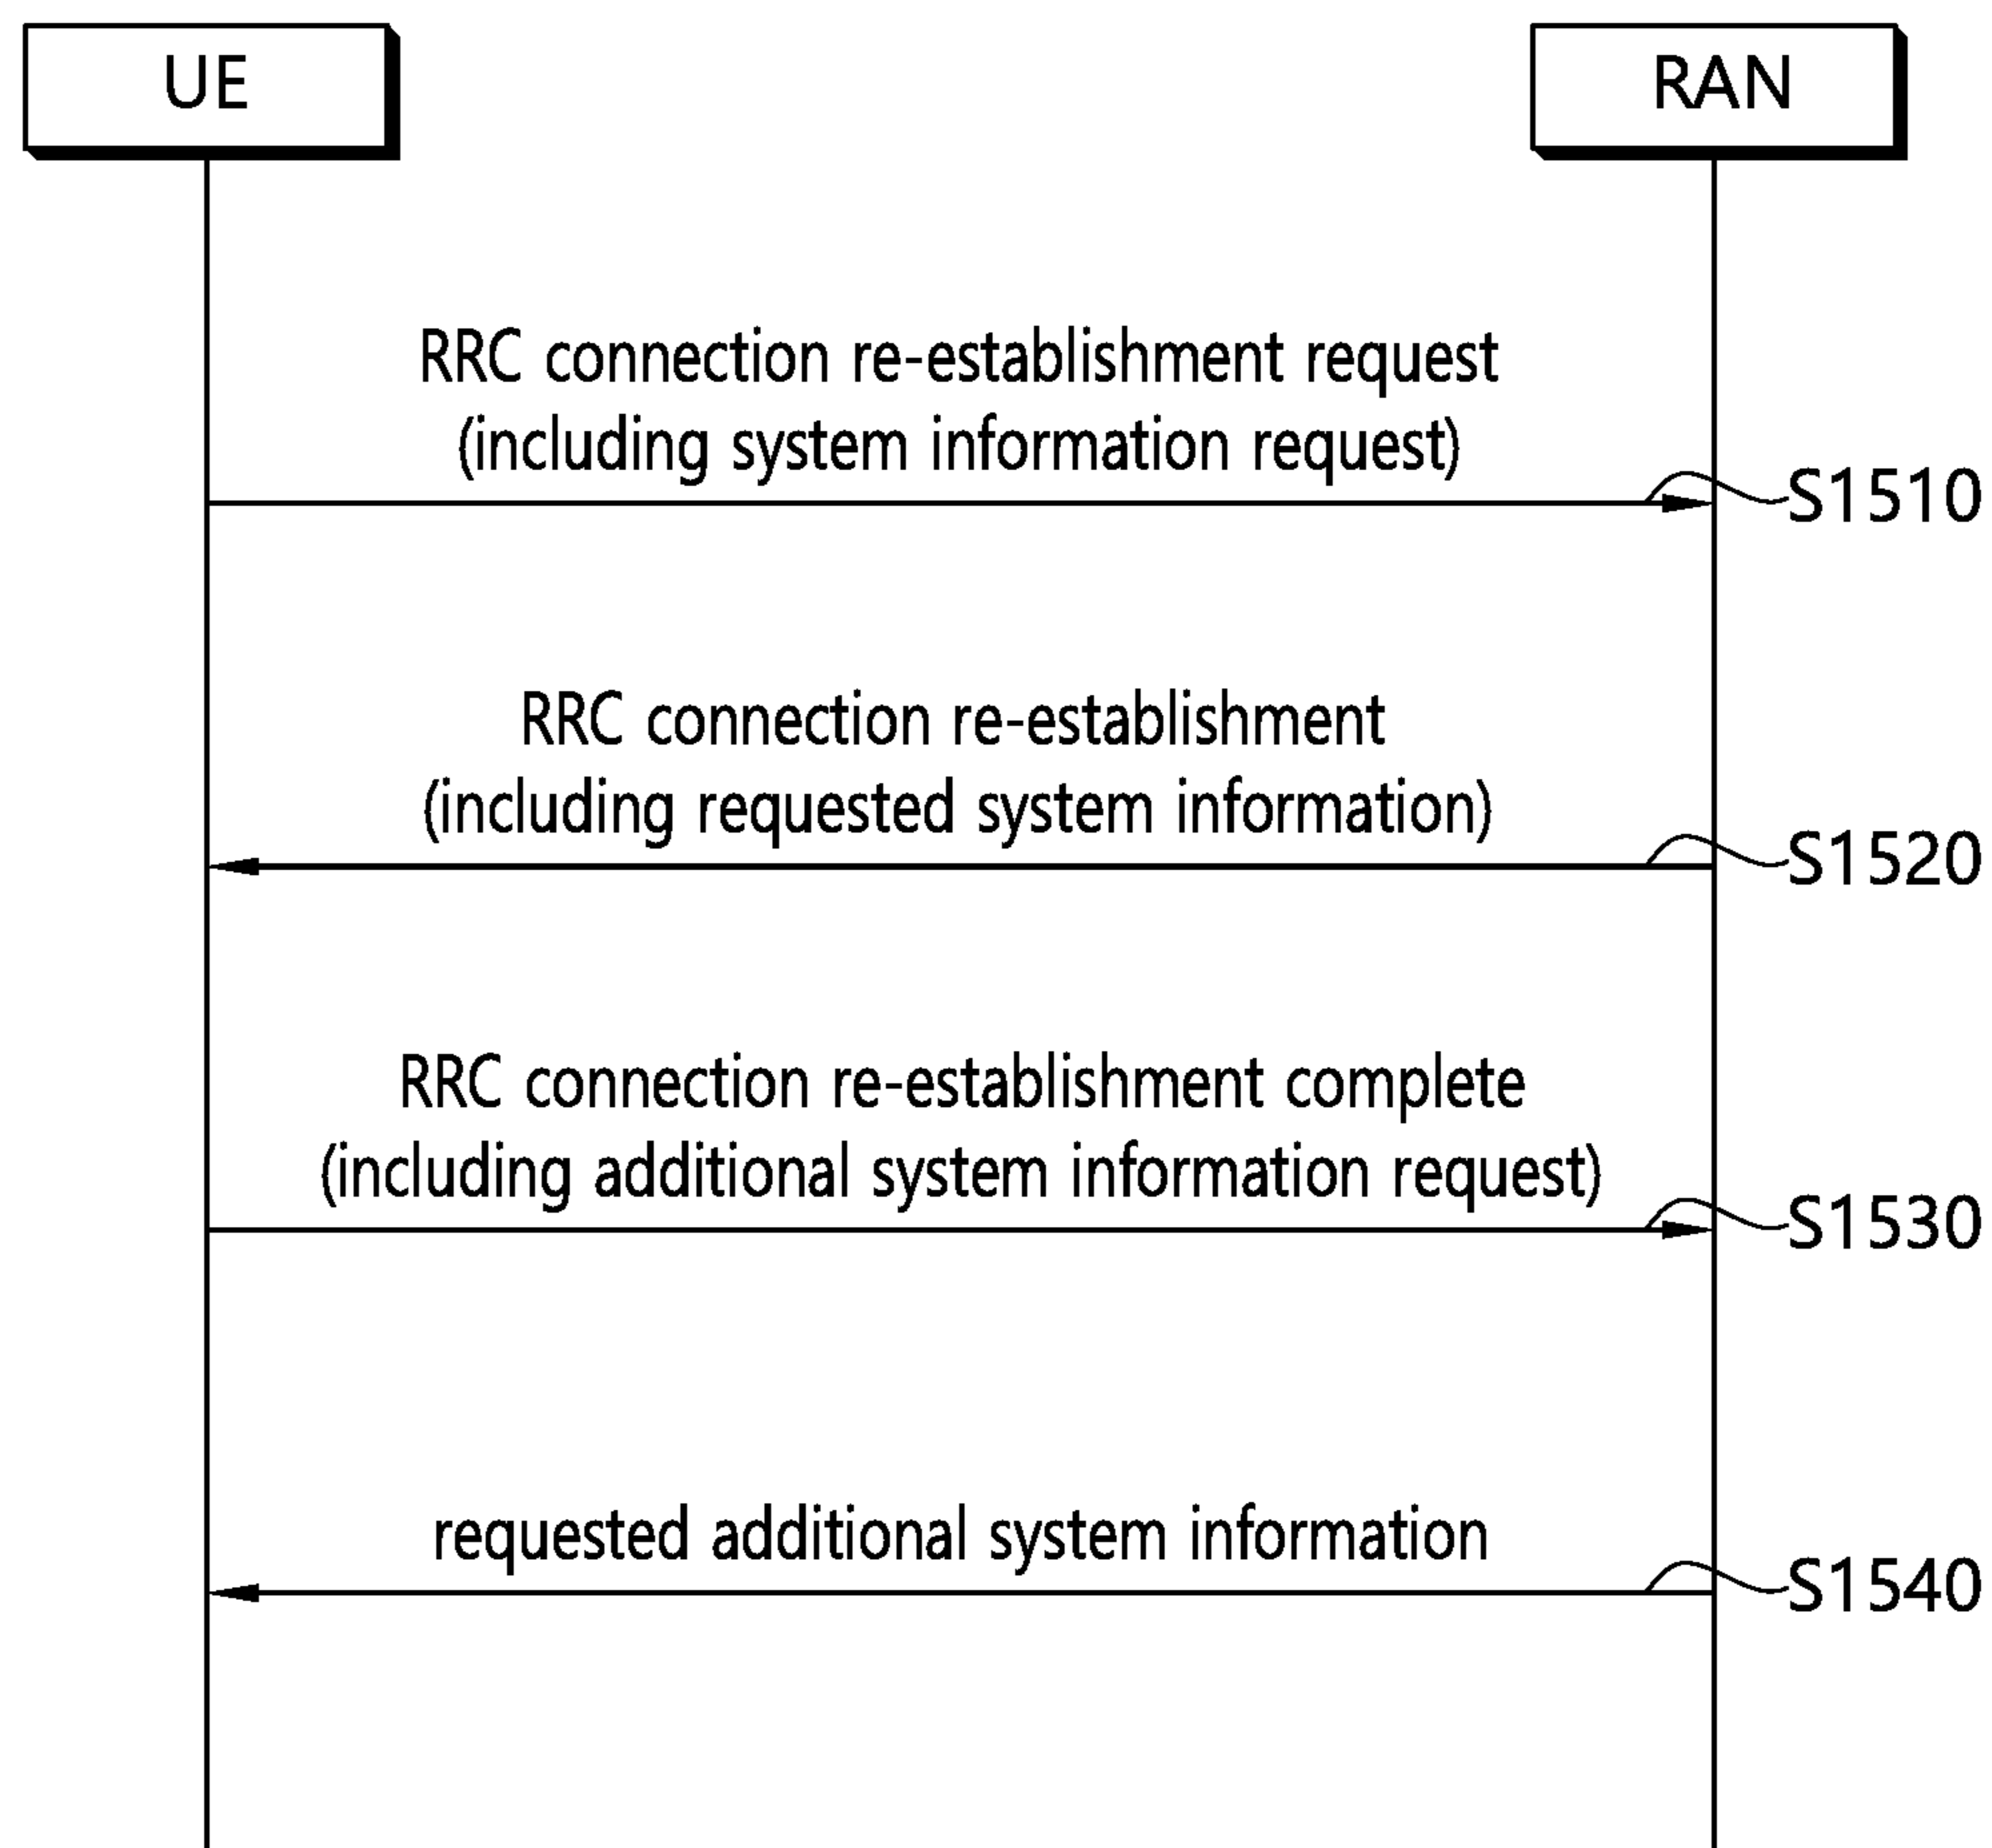 UE
RAN
RRC connection re-establishment request
(including system information request)
S1510
RRC connection re-establishment
(including requested system information)
S1520
RRC connection re-establishment complete
(including additional system information request)
S1530
requested additional system information
S1540